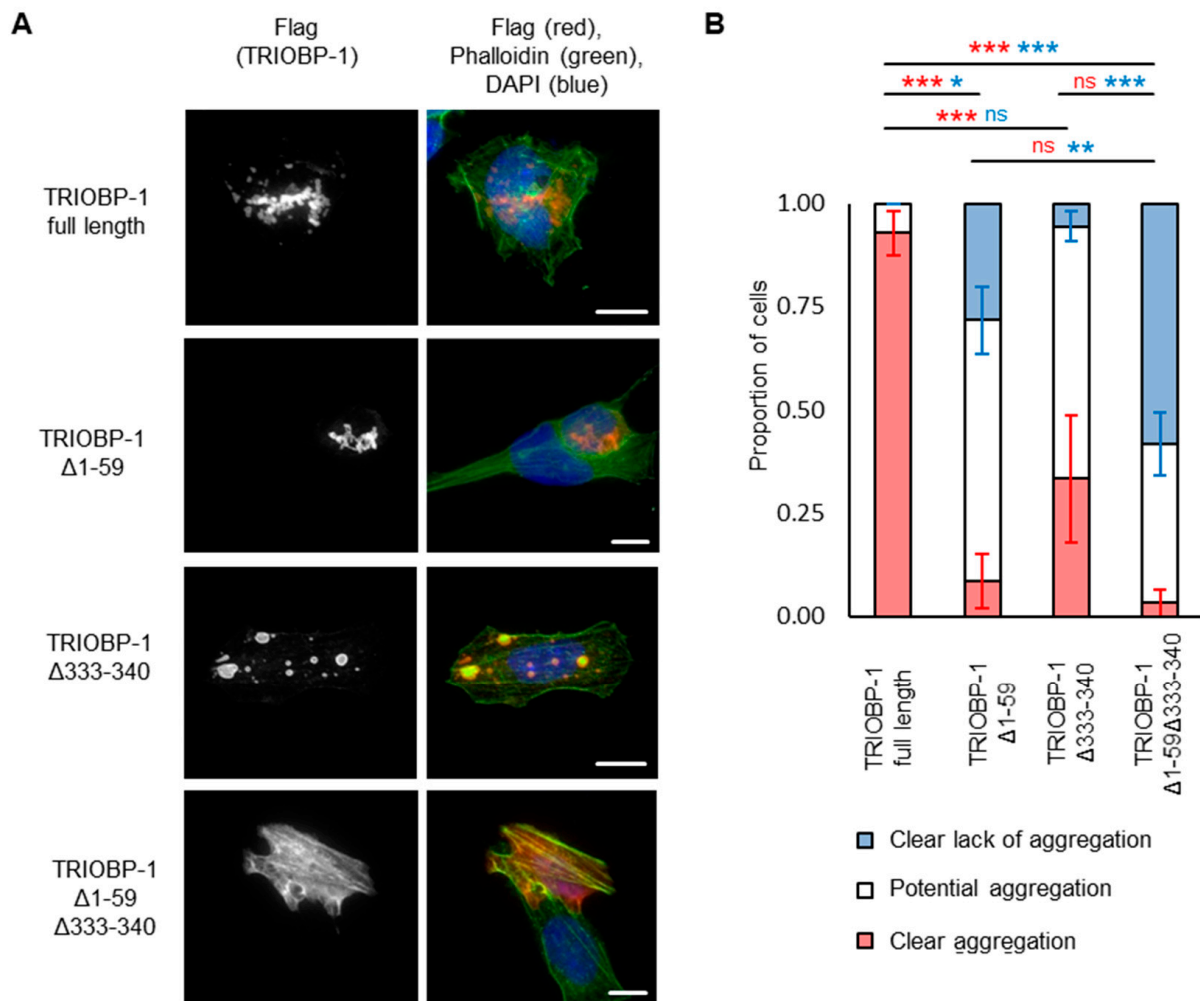 A
Flag
(TRIOBP-1)
Flag (red),
Phalloidin (green),
DAPI (blue)
TRIOBP-1
full length
TRIOBP-1
Δ1-59
TRIOBP-1
Δ333-340
TRIOBP-1
Δ1-59
Δ333-340
B
*** ***
*** *
ns ***
*** ns
ns **
Proportion of cells
1.00
0.75
0.50
0.25
0.00
TRIOBP-1
full length
TRIOBP-1
Δ1-59
TRIOBP-1
Δ333-340
TRIOBP-1
Δ1-59Δ333-340
Clear lack of aggregation
Potential aggregation
Clear aggregation